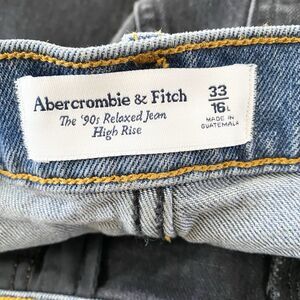 Abercrombie & Fitch
The '90s Relaxed Jean
High Rise
33
16L
MADE IN
GUATEMALA